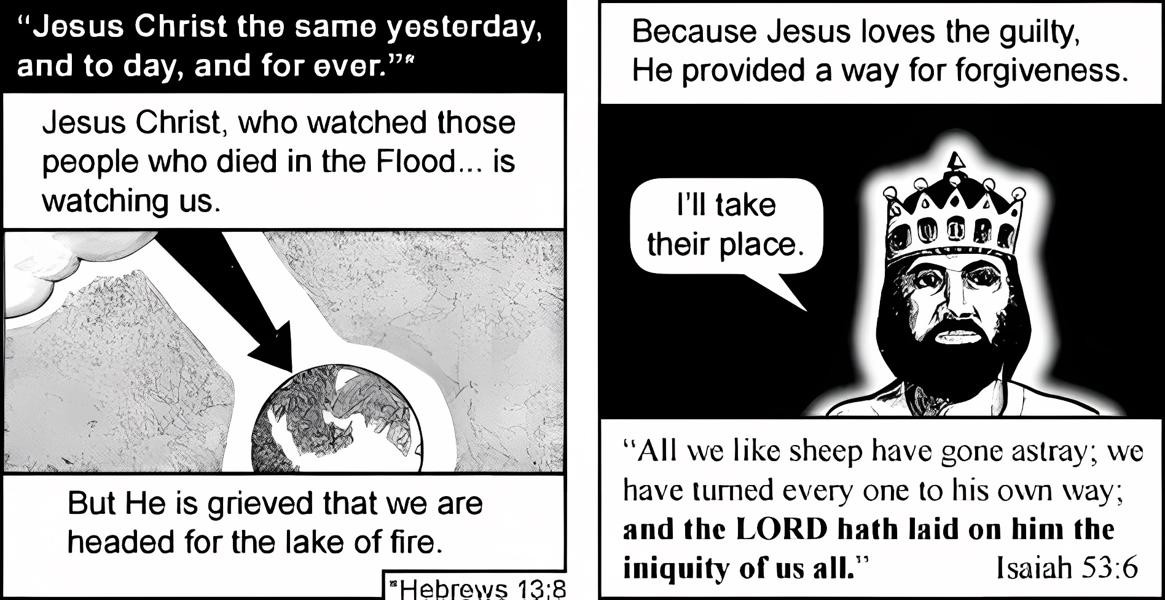 “Jesus Christ the same yesterday,
and to day, and for ever.”*
Jesus Christ, who watched those
people who died in the Flood... is
watching us.
But He is grieved that we are
headed for the lake of fire.
*Hebrews 13:8
Because Jesus loves the guilty,
He provided a way for forgiveness.
I’ll take
their place.
“All we like sheep have gone astray; we
have turned every one to his own way;
and the LORD hath laid on him the
iniquity of us all.” Isaiah 53:6